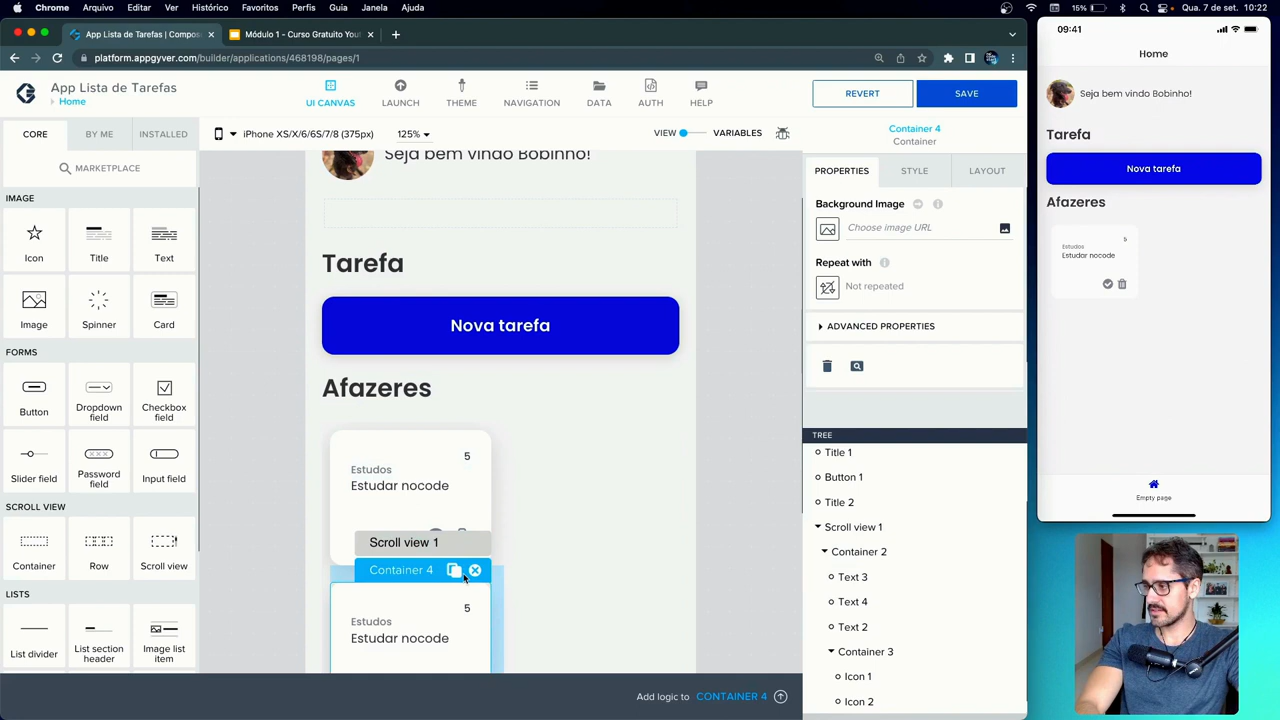 Chrome Arquivo Editar Ver Histórico Favoritos Perfis Guia Janela Ajuda
15% Qua. 7 de set. 10:22
App Lista de Tarefas | Compos
Módulo 1 - Curso Gratuito Yout
platform.appgyver.com/builder/applications/468198/pages/1
App Lista de Tarefas
Home
UI CANVAS LAUNCH THEME NAVIGATION DATA AUTH HELP
REVERT SAVE
CORE BY ME INSTALLED
iPhone XS/X/6/6S/7/8 (375px) 125% VIEW VARIABLES
MARKETPLACE
IMAGE
Icon Title Text
Image Spinner Card
FORMS
Button Dropdown field Checkbox field
Slider field Password field Input field
SCROLL VIEW
Container Row Scroll view
LISTS
List divider List section header Image list item
Seja bem vindo Bobinho!
Tarefa
Nova tarefa
Afazeres
5
Estudos
Estudar nocode
Scroll view 1
Container 4
5
Estudos
Estudar nocode
Add logic to CONTAINER 4
Container 4
Container
PROPERTIES STYLE LAYOUT
Background Image
Choose image URL
Repeat with
Not repeated
ADVANCED PROPERTIES
TREE
Title 1
Button 1
Title 2
Scroll view 1
Container 2
Text 3
Text 4
Text 2
Container 3
Icon 1
Icon 2
09:41
Home
Seja bem vindo Bobinho!
Tarefa
Nova tarefa
Afazeres
5
Estudos
Estudar nocode
Empty page